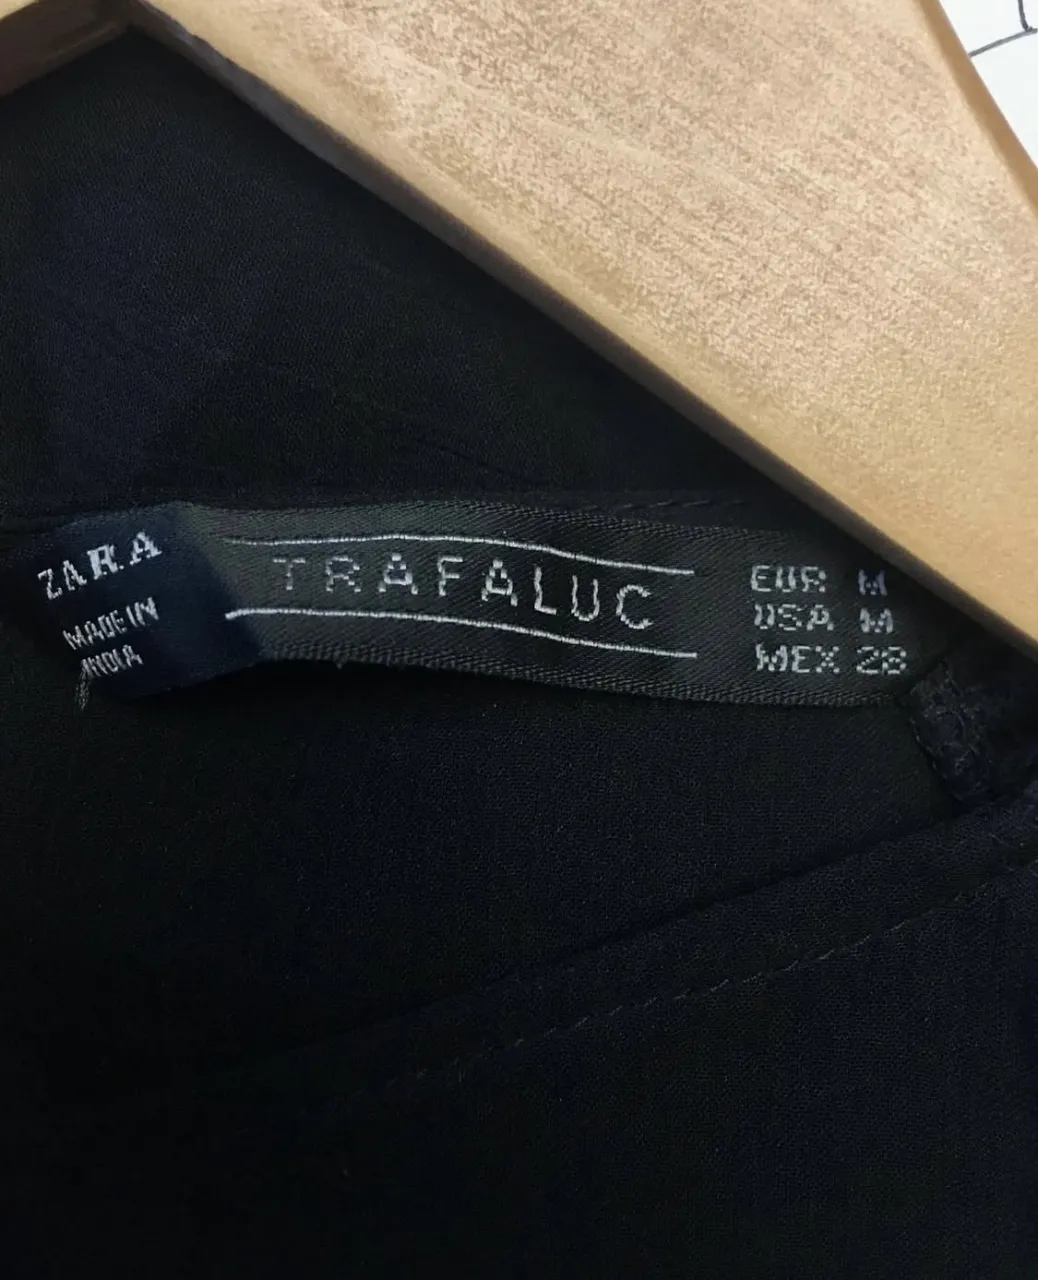 ZARA
MADE IN
INDIA
TRAFALUC
EUR M
USA M
MEX 28